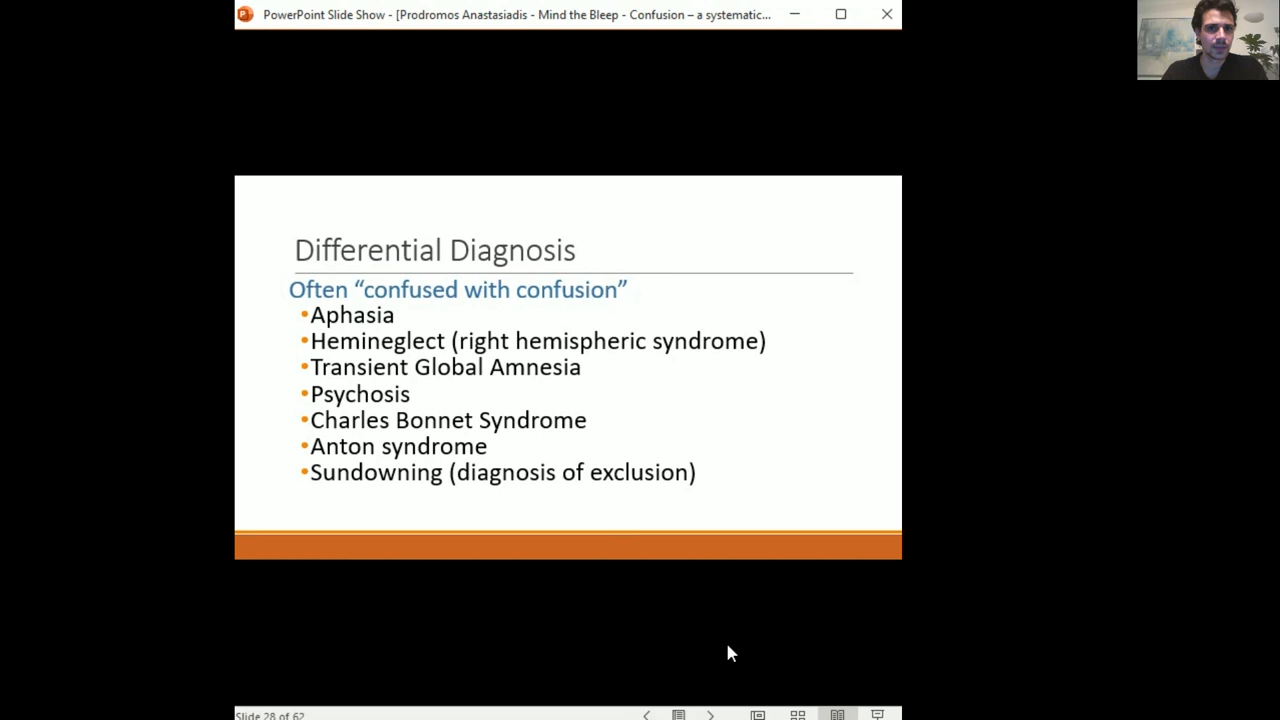 PowerPoint Slide Show - [Prodromos Anastasiadis - Mind the Bleep - Confusion – a systematic...
Differential Diagnosis
Often “confused with confusion”
•Aphasia
•Hemineglect (right hemispheric syndrome)
•Transient Global Amnesia
•Psychosis
•Charles Bonnet Syndrome
•Anton syndrome
•Sundowning (diagnosis of exclusion)
Slide 28 of 62